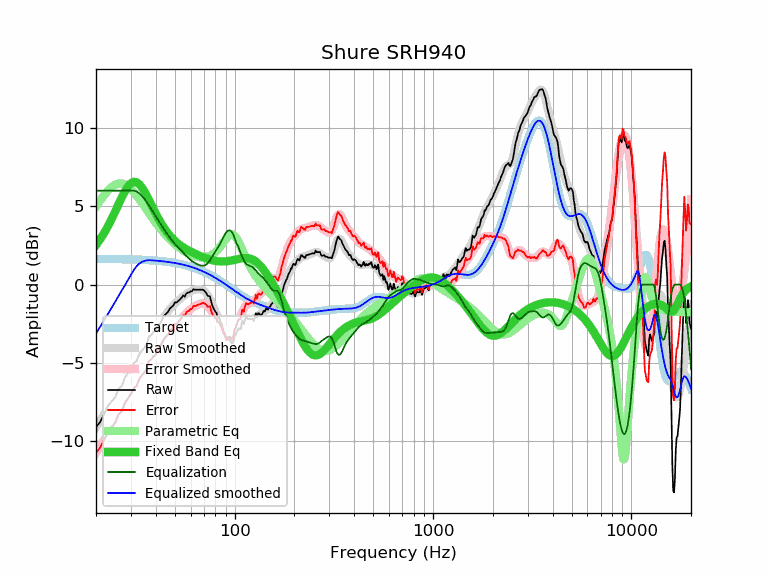 Shure SRH940
Amplitude (dBr)
10
5
0
−5
−10
Target
Raw Smoothed
Error Smoothed
Raw
Error
Parametric Eq
Fixed Band Eq
Equalization
Equalized smoothed
100 1000 10000
Frequency (Hz)